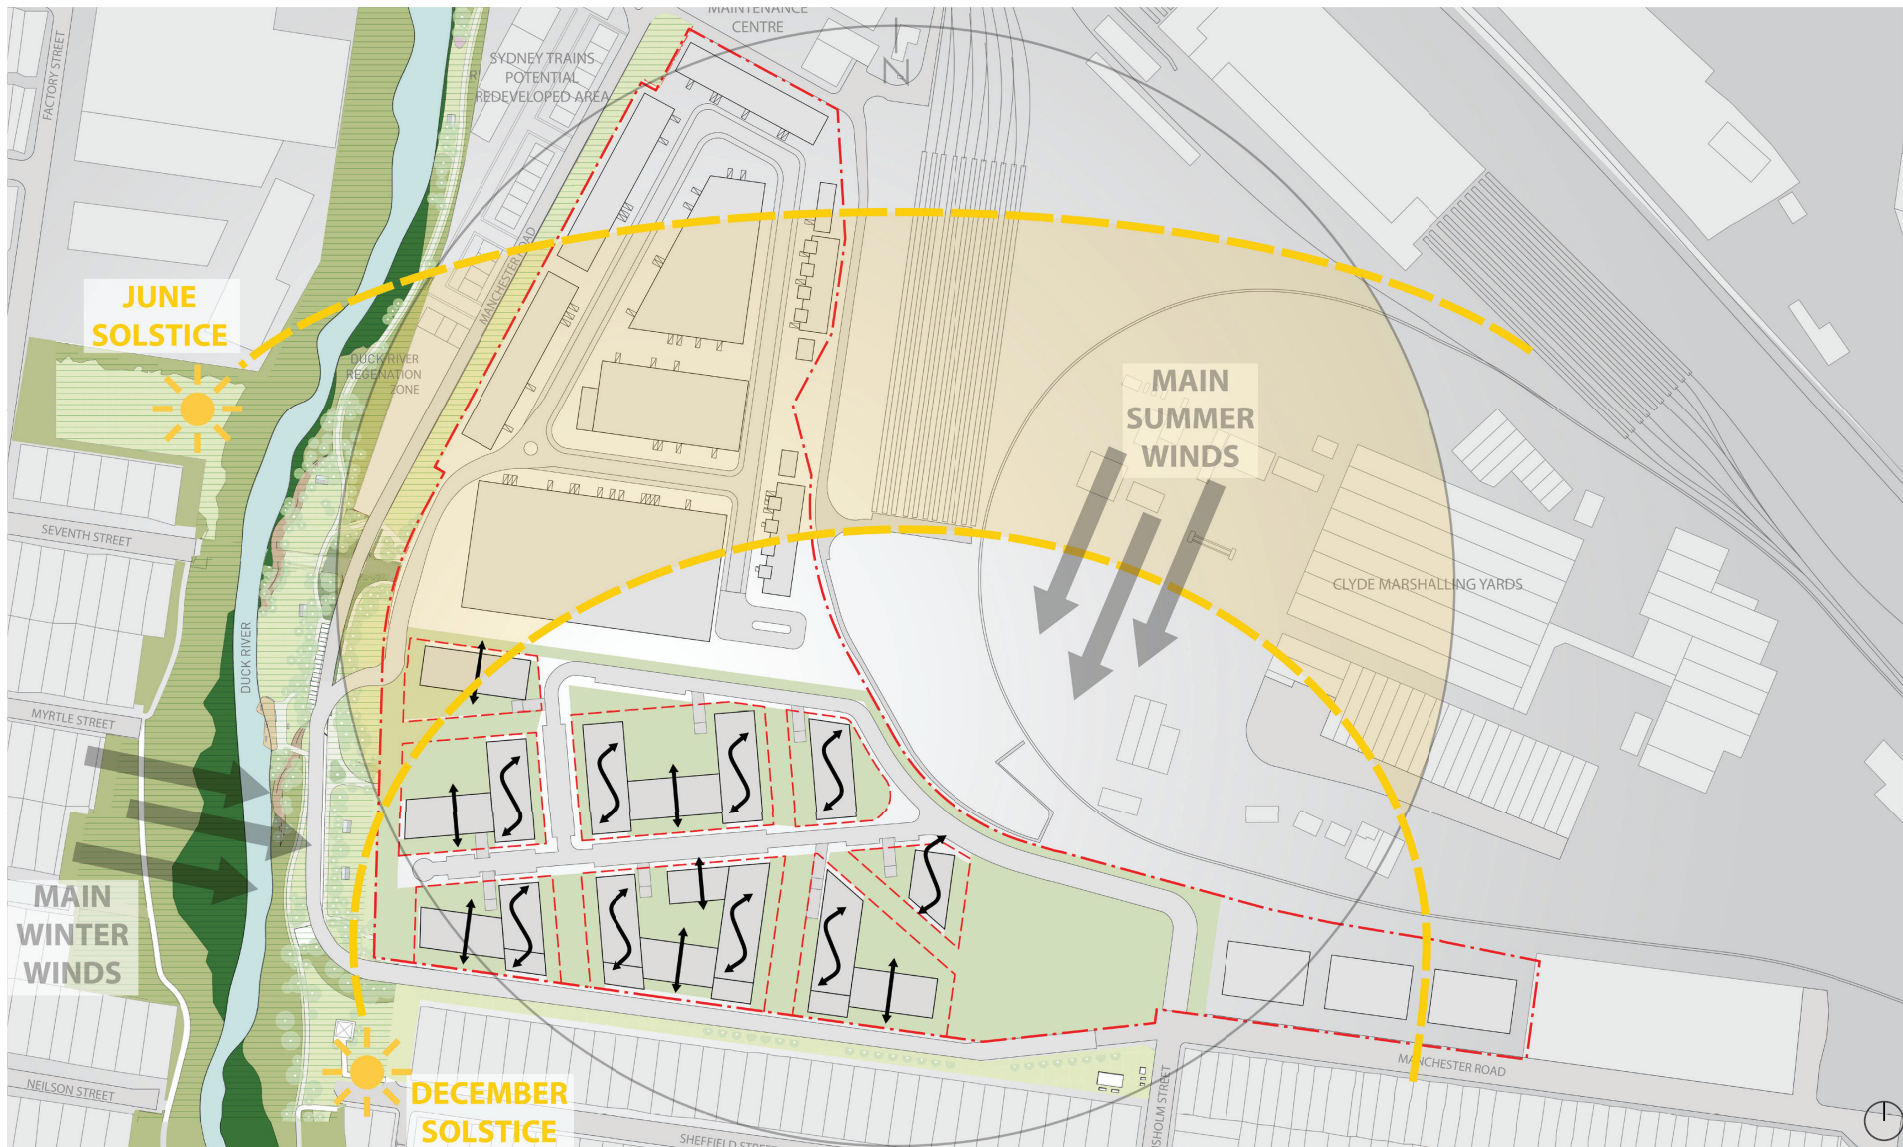 MAINTENANCE
CENTRE
SYDNEY TRAINS
POTENTIAL
REDEVELOPED AREA
N
FACTORY STREET
MANCHESTER ROAD
JUNE
SOLSTICE
DUCK RIVER
REGENATION
ZONE
MAIN
SUMMER
WINDS
SEVENTH STREET
CLYDE MARSHALLING YARDS
DUCK RIVER
MYRTLE STREET
MAIN
WINTER
WINDS
MANCHESTER ROAD
NEILSON STREET
DECEMBER
SOLSTICE
SHEFFIELD